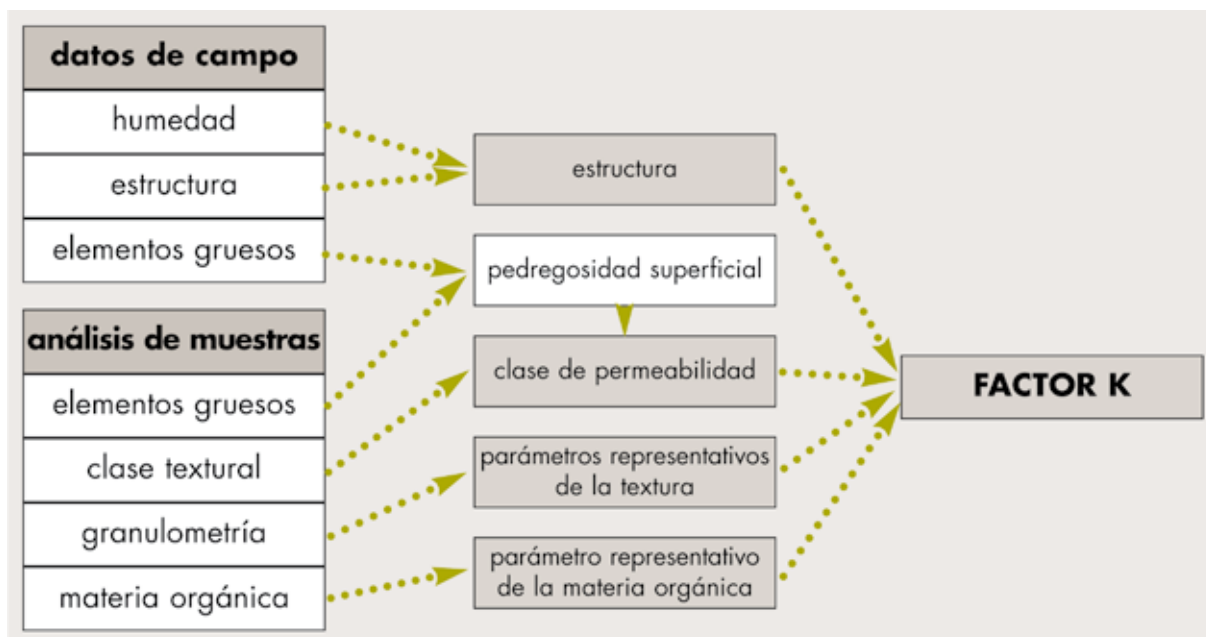 datos de campo
humedad
estructura
elementos gruesos
análisis de muestras
elementos gruesos
clase textural
granulometría
materia orgánica
estructura
pedregosidad superficial
clase de permeabilidad
parámetros representativos
de la textura
parámetro representativo
de la materia orgánica
FACTOR K